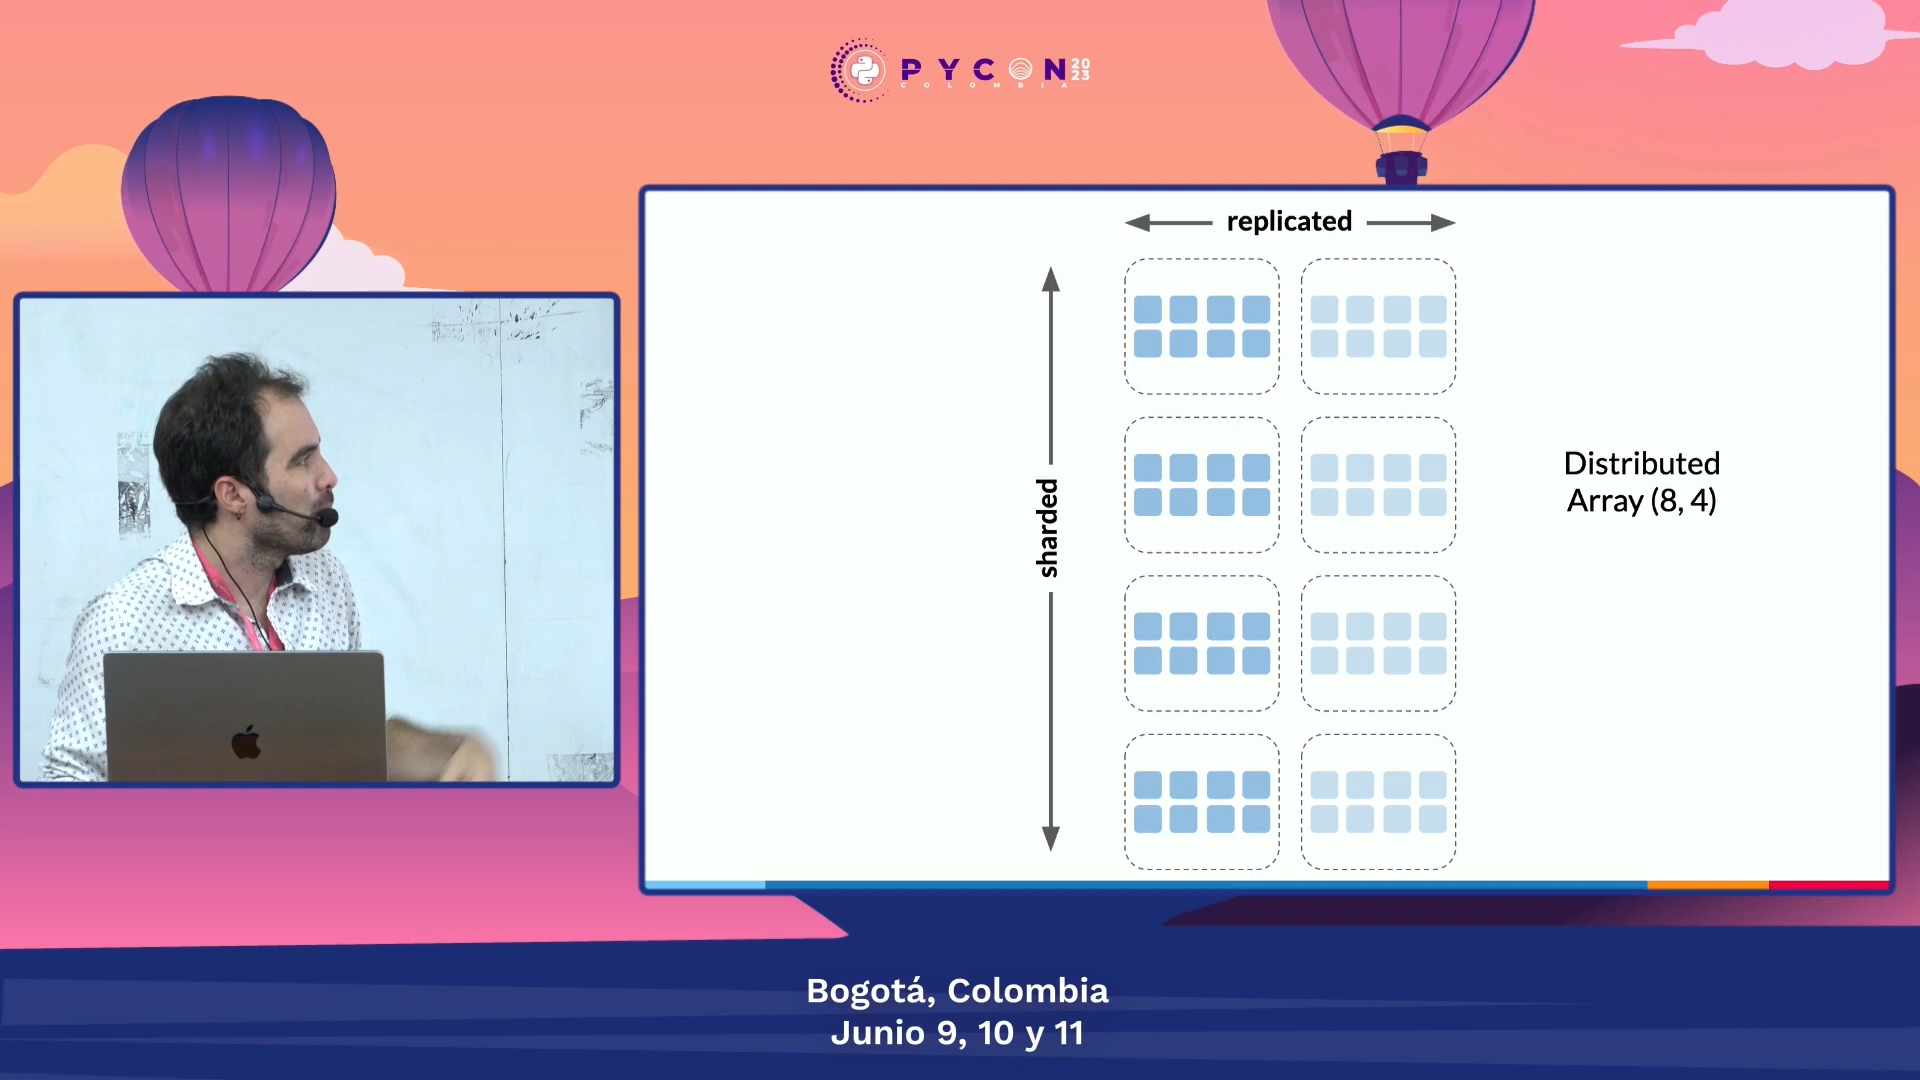 PYCON 2023
COLOMBIA
replicated
sharded
Distributed
Array (8, 4)
Bogotá, Colombia
Junio 9, 10 y 11